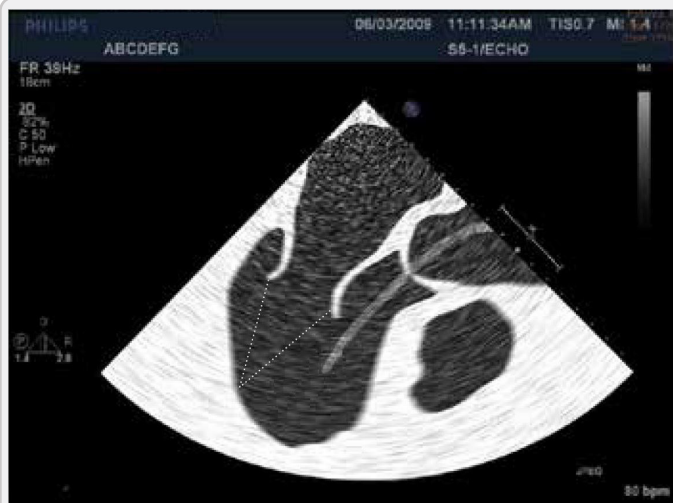 PHILIPS 06/03/2009 11:11:34AM TIS0.7 MI 1.4
ABCDEFG S5-1/ECHO
FR 39Hz
18cm
2D
92%
C 50
P Low
HPen
P R
JPEG
80 bpm